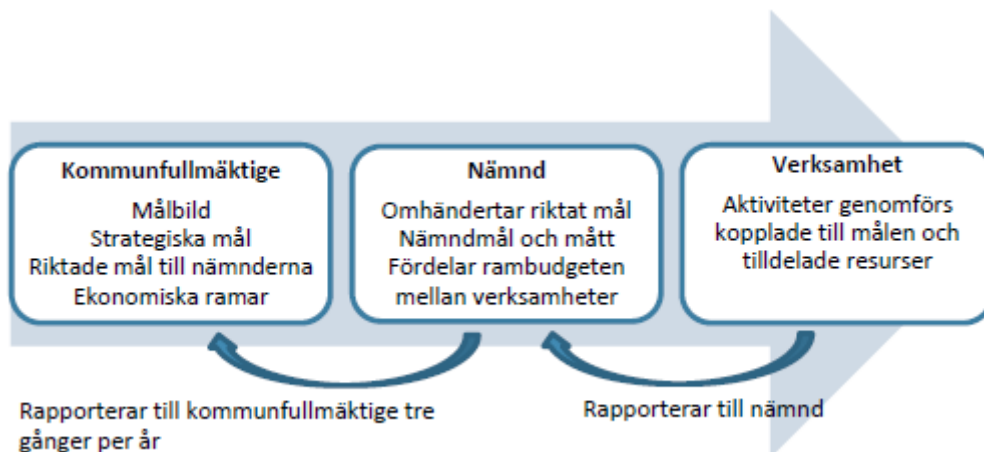 Kommunfullmäktige
Målbild
Strategiska mål
Riktade mål till nämnderna
Ekonomiska ramar
Nämnd
Omhändertar riktat mål
Nämndmål och mått
Fördelar rambudgeten
mellan verksamheter
Verksamhet
Aktiviteter genomförs
kopplade till målen och
tilldelade resurser
Rapporterar till kommunfullmäktige tre
gånger per år
Rapporterar till nämnd